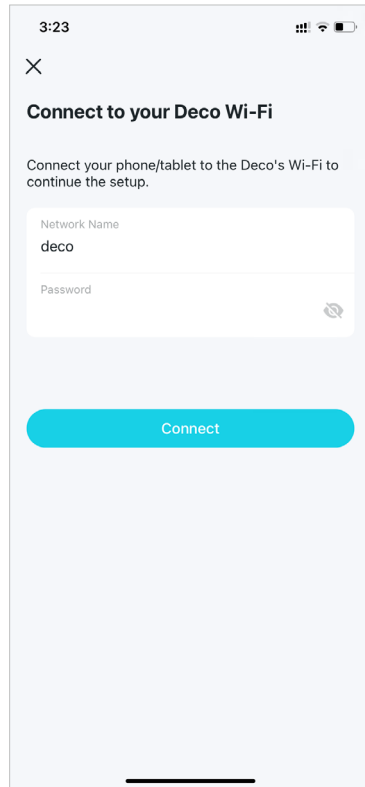 3:23
Connect to your Deco Wi-Fi
Connect your phone/tablet to the Deco's Wi-Fi to
continue the setup.
Network Name
deco
Password
Connect